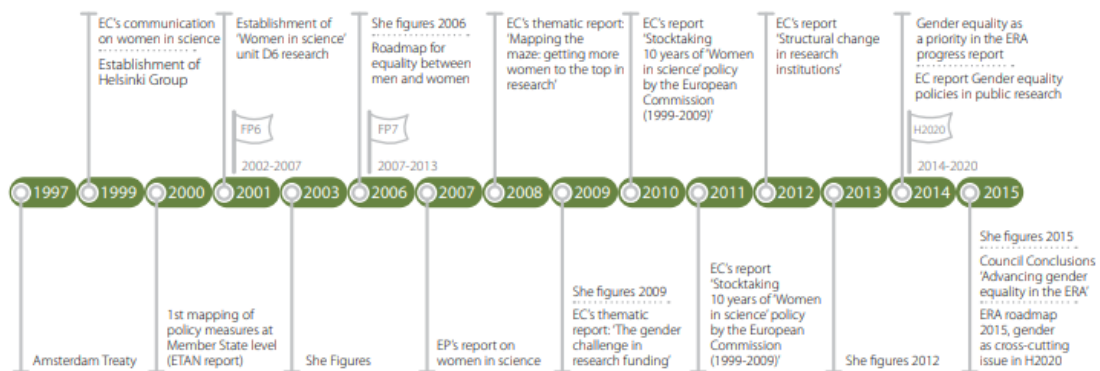 EC's communication
on women in science
Establishment of
Helsinki Group
Establishment of
'Women in science'
unit D6 research
She figures 2006
Roadmap for
equality between
men and women
EC's thematic report:
'Mapping the
maze: getting more
women to the top in
research'
EC's report
'Stocktaking
10 years of 'Women
in science' policy
by the European
Commission
(1999-2009)'
EC's report
'Structural change
in research
institutions'
Gender equality as
a priority in the ERA
progress report
EC report Gender equality
policies in public research
FP6
2002-2007
FP7
2007-2013
H2020
2014-2020
1997
1999
2000
2001
2003
2006
2007
2008
2009
2010
2011
2012
2013
2014
2015
Amsterdam Treaty
1st mapping of
policy measures at
Member State level
(ETAN report)
She Figures
EP's report on
women in science
She figures 2009
EC's thematic
report: 'The gender
challenge in
research funding'
EC's report
'Stocktaking
10 years of 'Women
in science' policy
by the European
Commission
(1999-2009)'
She figures 2012
She figures 2015
Council Conclusions
'Advancing gender
equality in the ERA'
ERA roadmap
2015, gender
as cross-cutting
issue in H2020